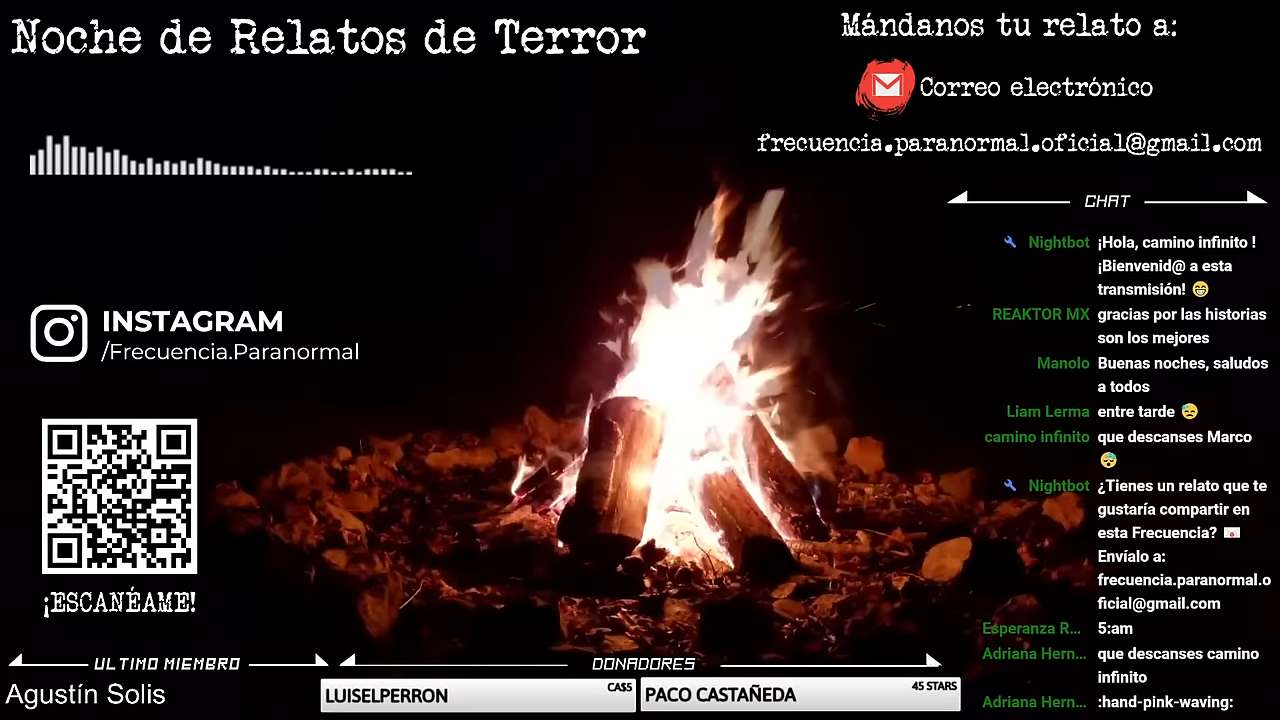 Noche de Relatos de Terror
Mándanos tu relato a:
Correo electrónico
frecuencia.paranormal.oficial@gmail.com
INSTAGRAM
/Frecuencia.Paranormal
¡ESCANÉAME!
CHAT
Nightbot ¡Hola, camino infinito !
¡Bienvenid@ a esta
transmisión! 😁
REAKTOR MX gracias por las historias
son los mejores
Manolo Buenas noches, saludos
a todos
Liam Lerma entre tarde 😓
camino infinito que descanses Marco
😴
Nightbot ¿Tienes un relato que te
gustaría compartir en
esta Frecuencia? 💌
Envíalo a:
frecuencia.paranormal.o
ficial@gmail.com
Esperanza R... 5:am
Adriana Hern... que descanses camino
infinito
Adriana Hern... :hand-pink-waving:
ULTIMO MIEMBRO
Agustín Solis
DONADORES
LUISELPERRON CA$5
PACO CASTAÑEDA 45 STARS